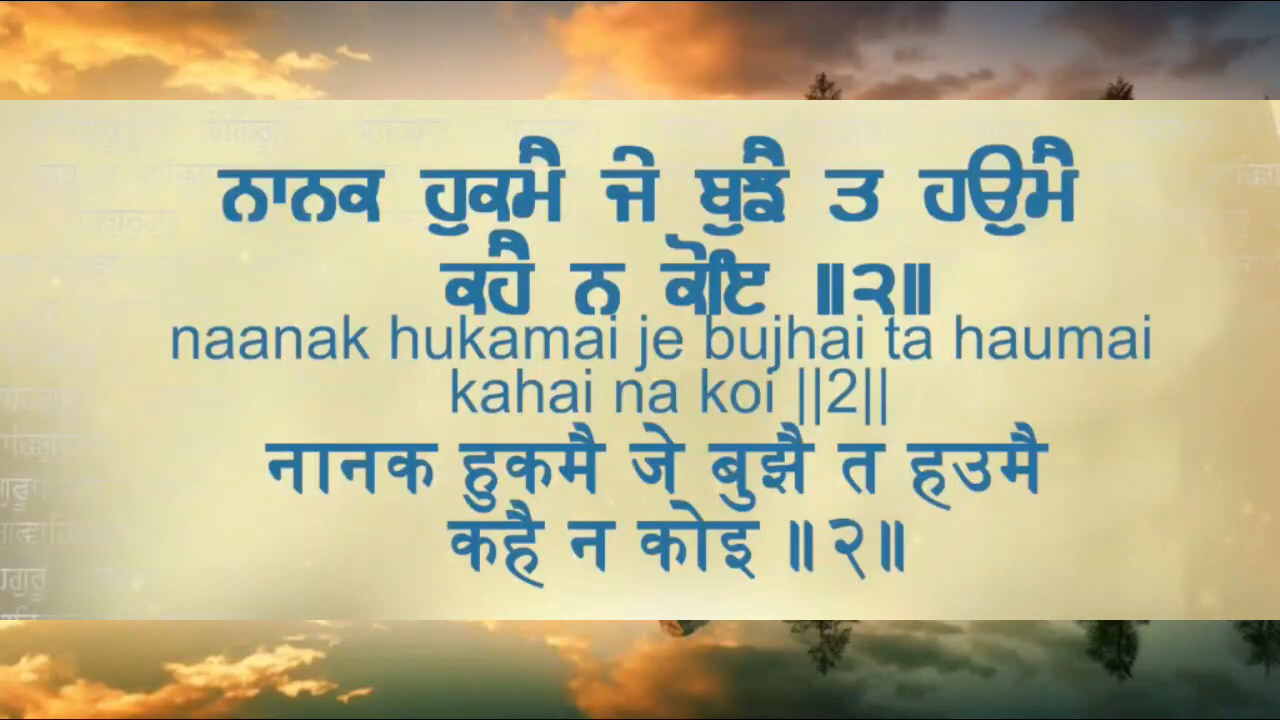 ਨਾਨਕ ਹੁਕਮੈ ਜੇ ਬੁਝੈ ਤ ਹਉਮੈ
ਕਹੈ ਨ ਕੋਇ ॥੨॥
naanak hukamai je bujhai ta haumai
kahai na koi ||2||
नानक हुकमै जे बुझै त हउमै
कहै न कोइ ॥२॥